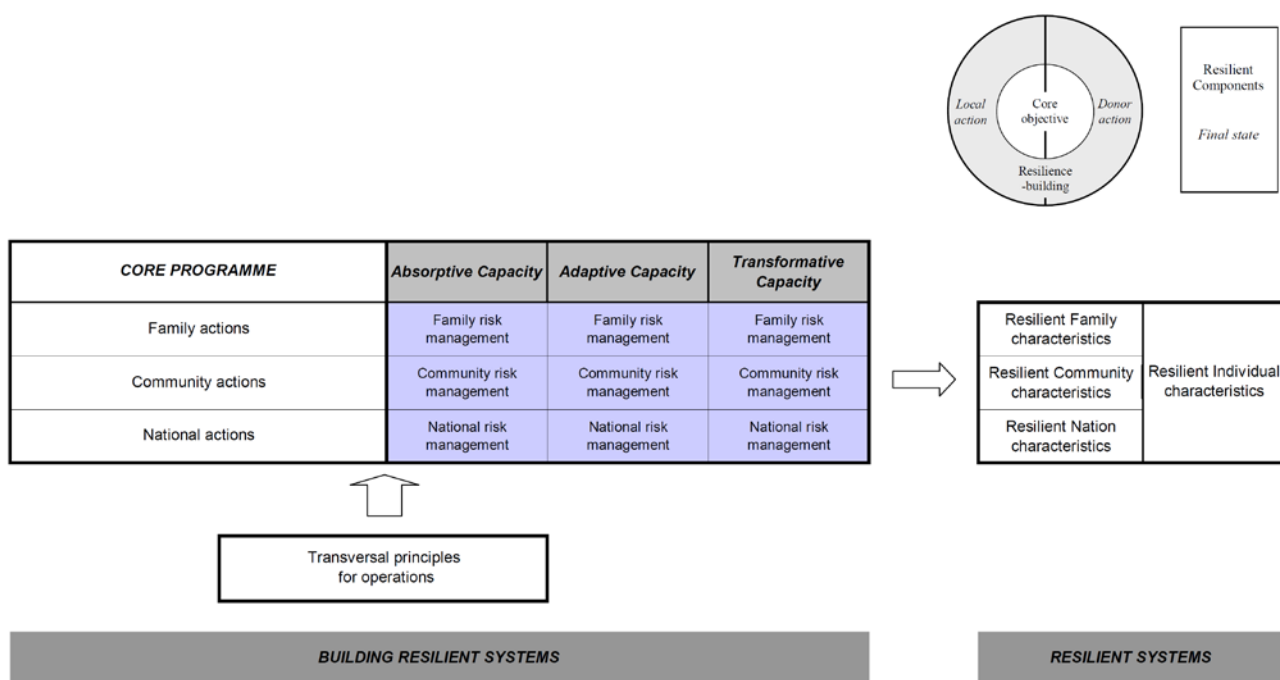 Local
action
Core
objective
Donor
action
Resilience
-building
Resilient
Components
Final state
CORE PROGRAMME
Absorptive Capacity
Adaptive Capacity
Transformative
Capacity
Family actions
Family risk
management
Family risk
management
Family risk
management
Community actions
Community risk
management
Community risk
management
Community risk
management
National actions
National risk
management
National risk
management
National risk
management
Resilient Family
characteristics
Resilient Community
characteristics
Resilient Nation
characteristics
Resilient Individual
characteristics
Transversal principles
for operations
BUILDING RESILIENT SYSTEMS
RESILIENT SYSTEMS